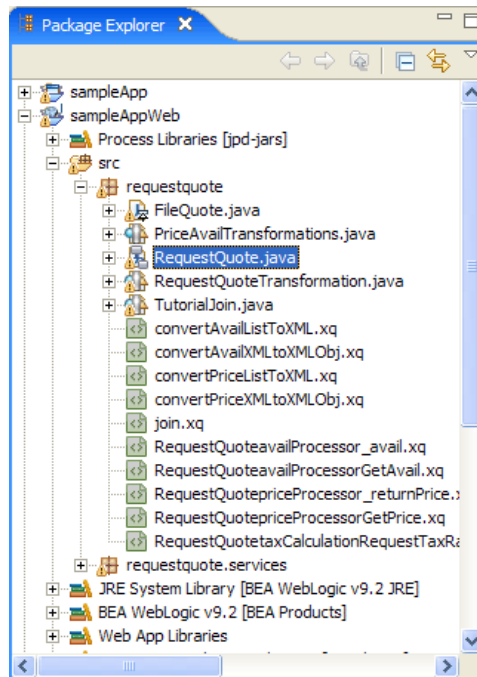 Package Explorer
sampleApp
sampleAppWeb
Process Libraries [jpd-jars]
src
requestquote
FileQuote.java
PriceAvailTransformations.java
RequestQuote.java
RequestQuoteTransformation.java
TutorialJoin.java
convertAvailListToXML.xq
convertAvailXMLtoXMLObj.xq
convertPriceListToXML.xq
convertPriceXMLtoXMLObj.xq
join.xq
RequestQuoteavailProcessor_avail.xq
RequestQuoteavailProcessorGetAvail.xq
RequestQuotepriceProcessor_returnPrice.x
RequestQuotepriceProcessorGetPrice.xq
RequestQuotetaxCalculationRequestTaxRa
requestquote.services
JRE System Library [BEA WebLogic v9.2 JRE]
BEA WebLogic v9.2 [BEA Products]
Web App Libraries